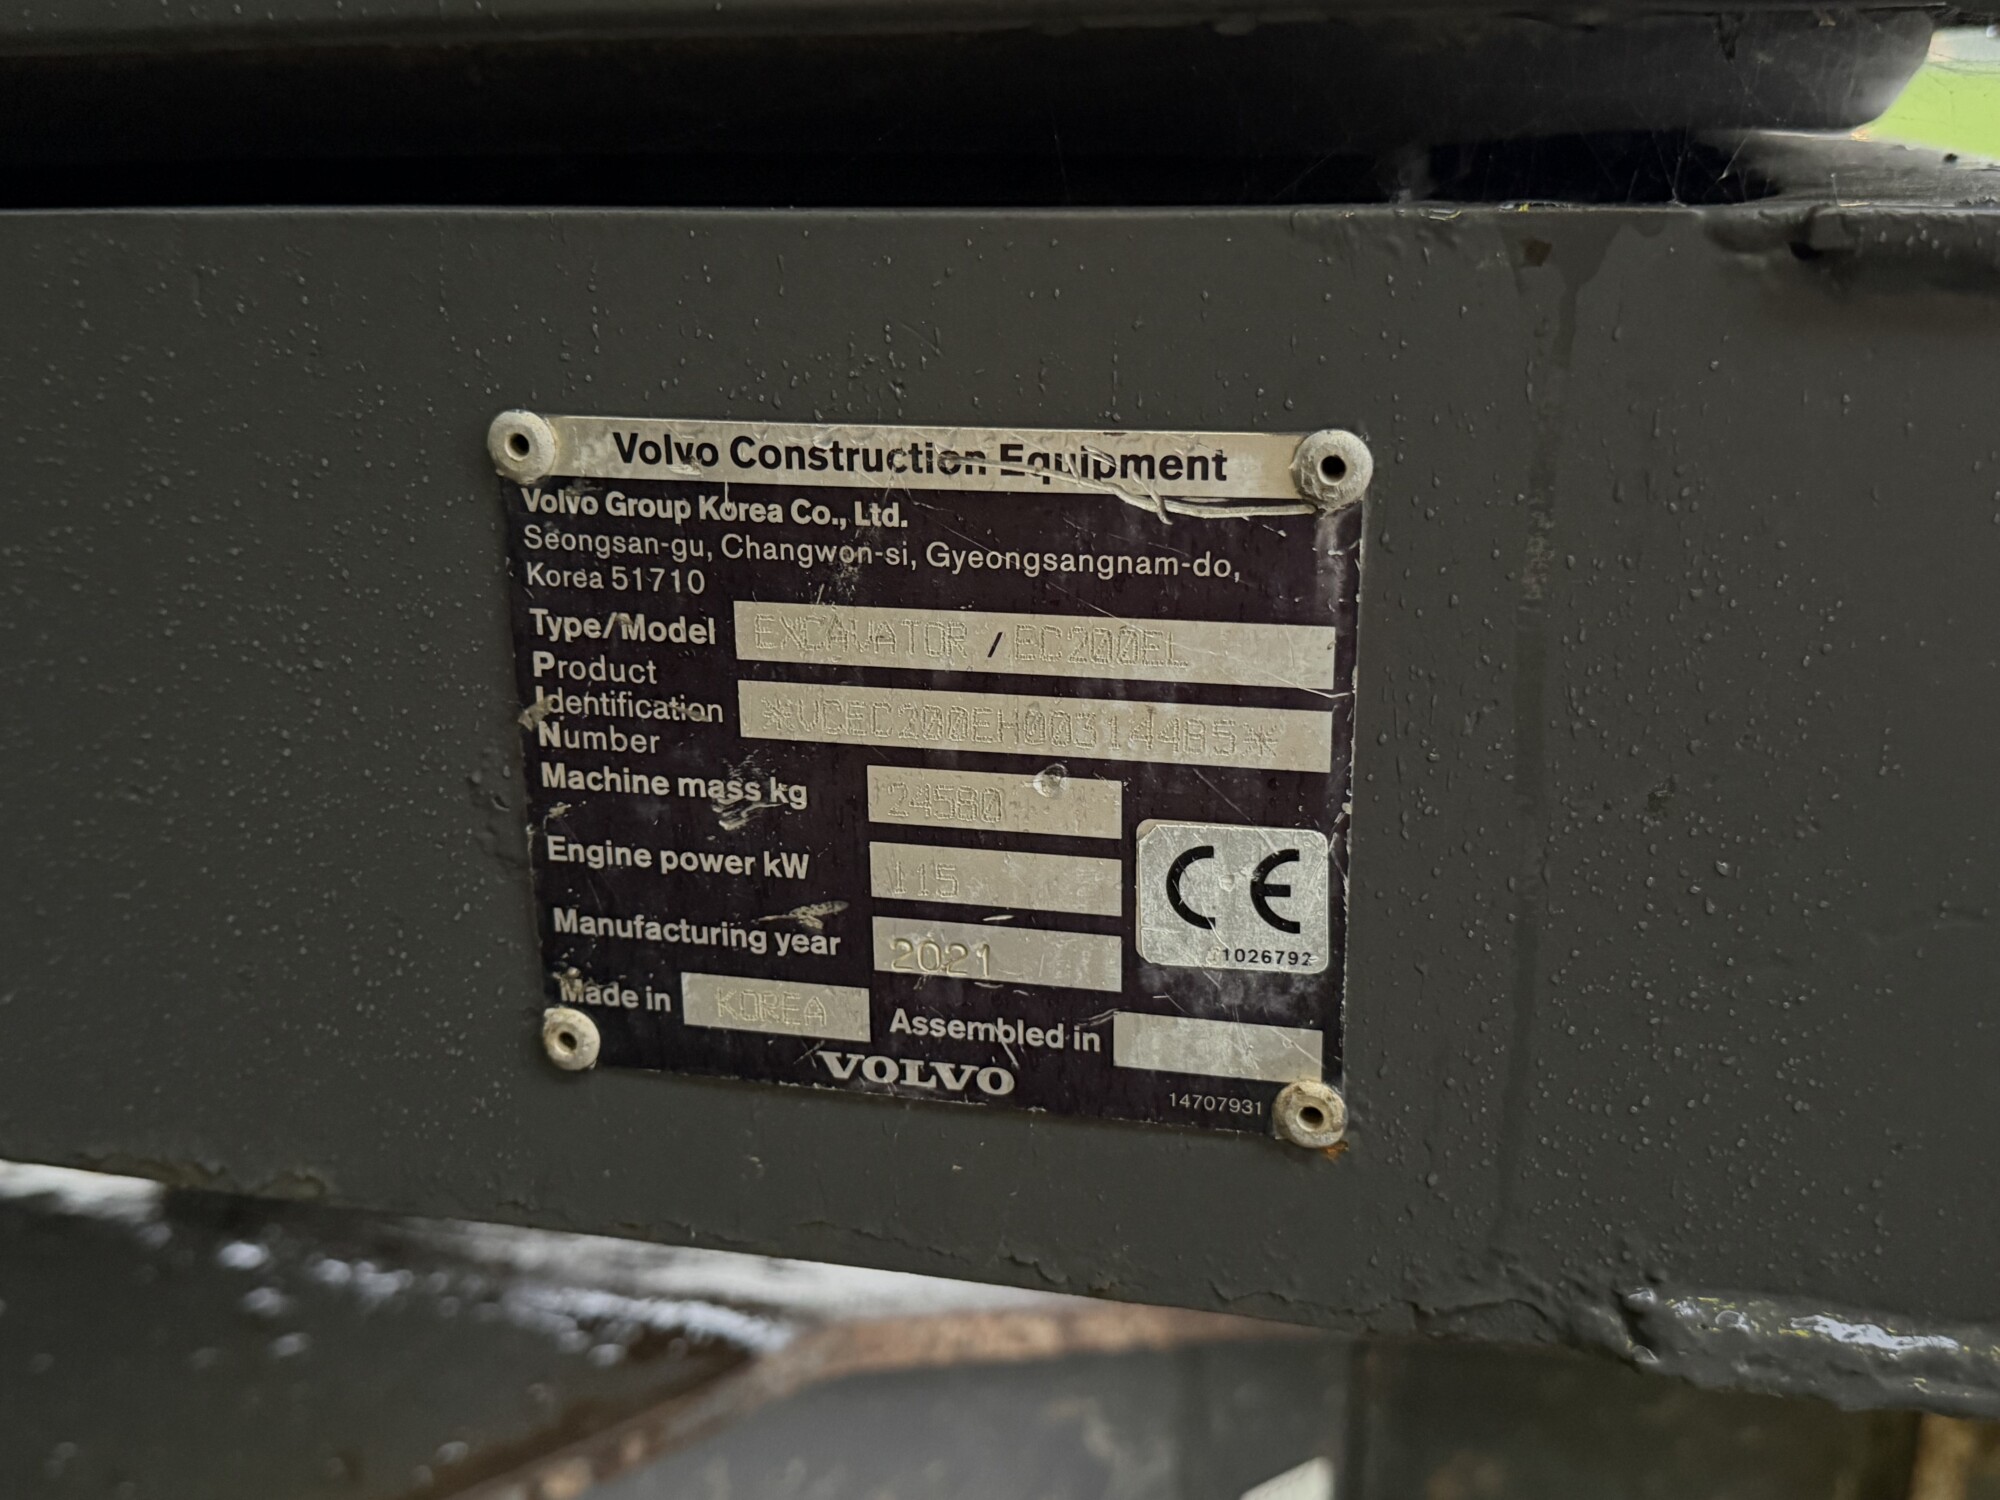 Volvo Construction Equipment
Volvo Group Korea Co., Ltd.
Seongsan-gu, Changwon-si, Gyeongsangnam-do,
Korea 51710
Type/Model EXCAVATOR / EC200EL
Product
Identification
Number *VCEC200EH00314485*
Machine mass kg 24580
Engine power kW 115
Manufacturing year 2021
CE
1026792
Made in KOREA Assembled in
VOLVO
14707931